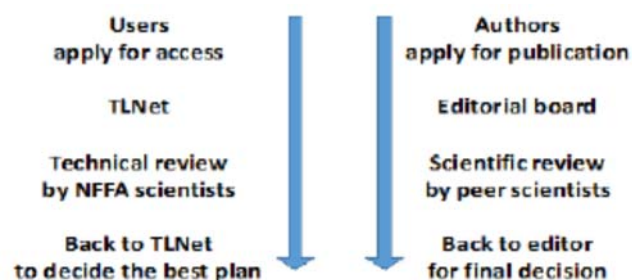 Users
apply for access
TLNet
Technical review
by NFFA scientists
Back to TLNet
to decide the best plan
Authors
apply for publication
Editorial board
Scientific review
by peer scientists
Back to editor
for final decision